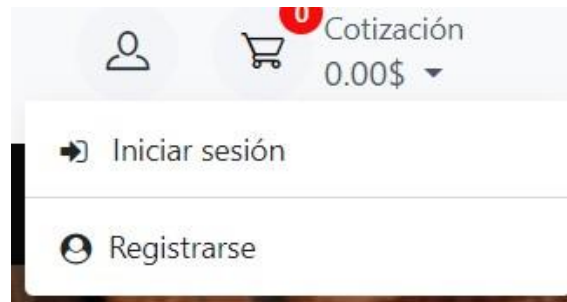 0
Cotización
0.00$
Iniciar sesión
Registrarse